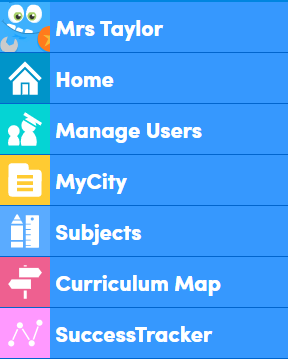 Mrs Taylor
Home
Manage Users
MyCity
Subjects
Curriculum Map
SuccessTracker